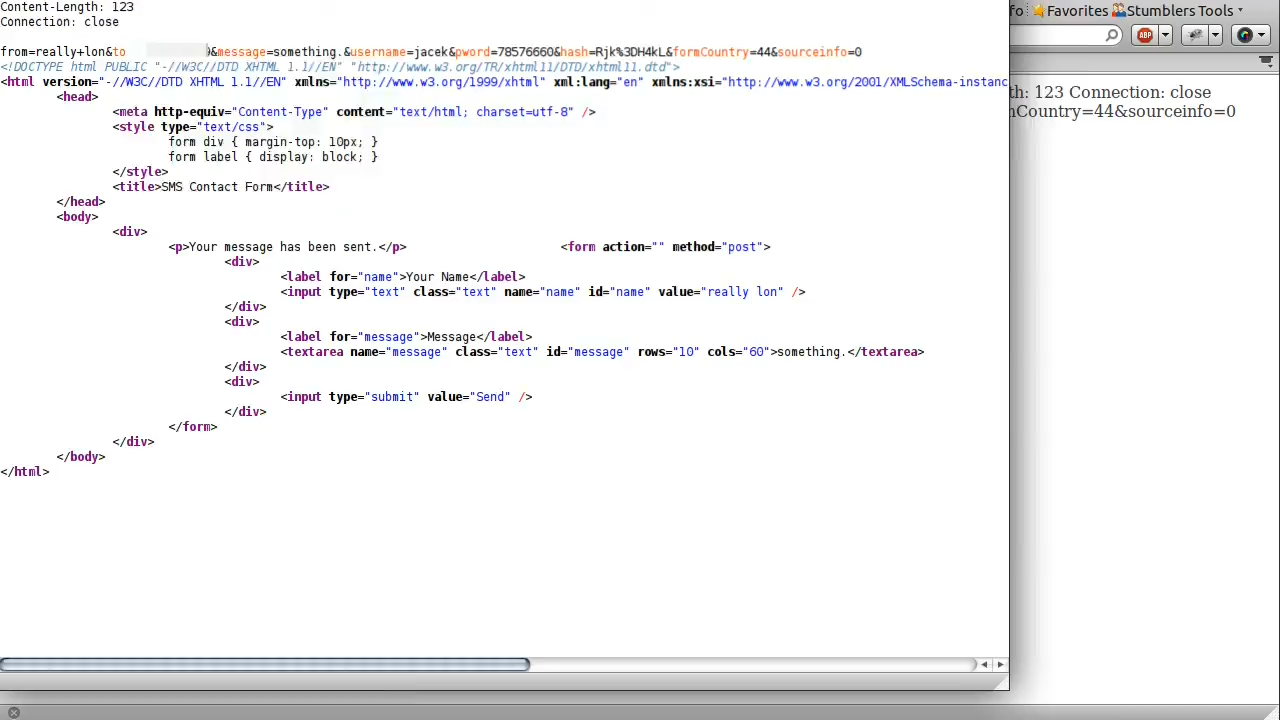 Content-Length: 123
Connection: close
from=really+lon&to &message=something.&username=jacek&pword=78576660&hash=Rjk%3DH4kL&formCountry=44&sourceinfo=0
<!DOCTYPE html PUBLIC "-//W3C//DTD XHTML 1.1//EN" "http://www.w3.org/TR/xhtml11/DTD/xhtml11.dtd">
<html version="-//W3C//DTD XHTML 1.1//EN" xmlns="http://www.w3.org/1999/xhtml" xml:lang="en" xmlns:xsi="http://www.w3.org/2001/XMLSchema-instanc
<head>
<meta http-equiv="Content-Type" content="text/html; charset=utf-8" />
<style type="text/css">
form div { margin-top: 10px; }
form label { display: block; }
</style>
<title>SMS Contact Form</title>
</head>
<body>
<div>
<p>Your message has been sent.</p> <form action="" method="post">
<div>
<label for="name">Your Name</label>
<input type="text" class="text" name="name" id="name" value="really lon" />
</div>
<div>
<label for="message">Message</label>
<textarea name="message" class="text" id="message" rows="10" cols="60">something.</textarea>
</div>
<div>
<input type="submit" value="Send" />
</div>
</form>
</div>
</body>
</html>
fo Favorites Stumblers Tools
ABP
th: 123 Connection: close
nCountry=44&sourceinfo=0